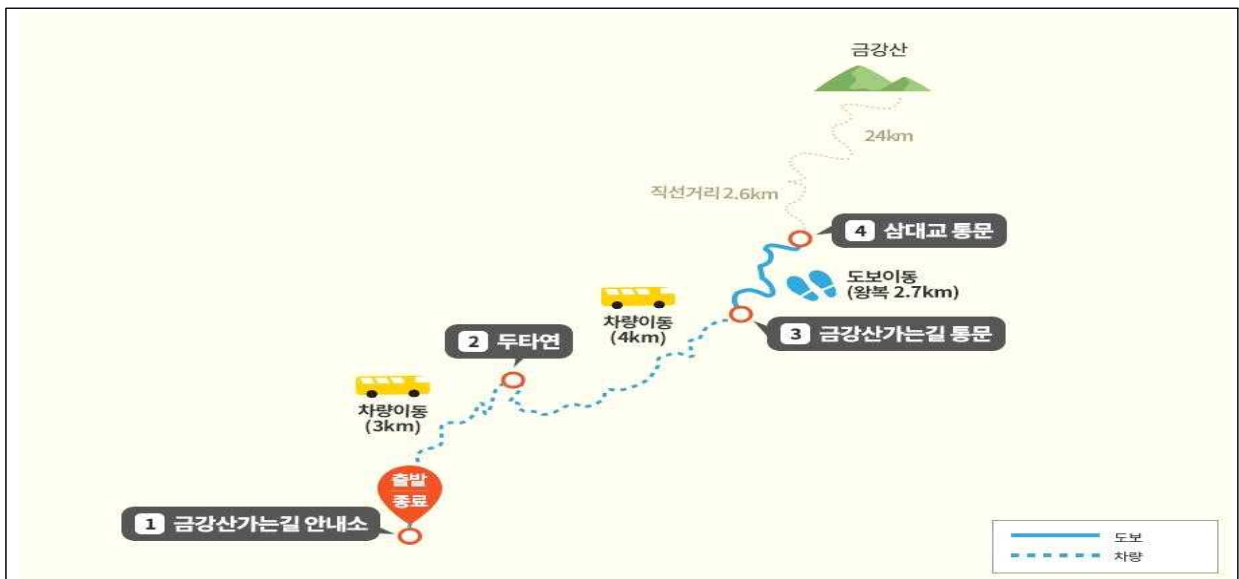 금강산
24km
직선거리 2.6km
4 삼대교 통문
도보이동
(왕복 2.7km)
차량이동
(4km)
3 금강산가는길 통문
2 두타연
차량이동
(3km)
출발
종료
1 금강산가는길 안내소
도보
차량